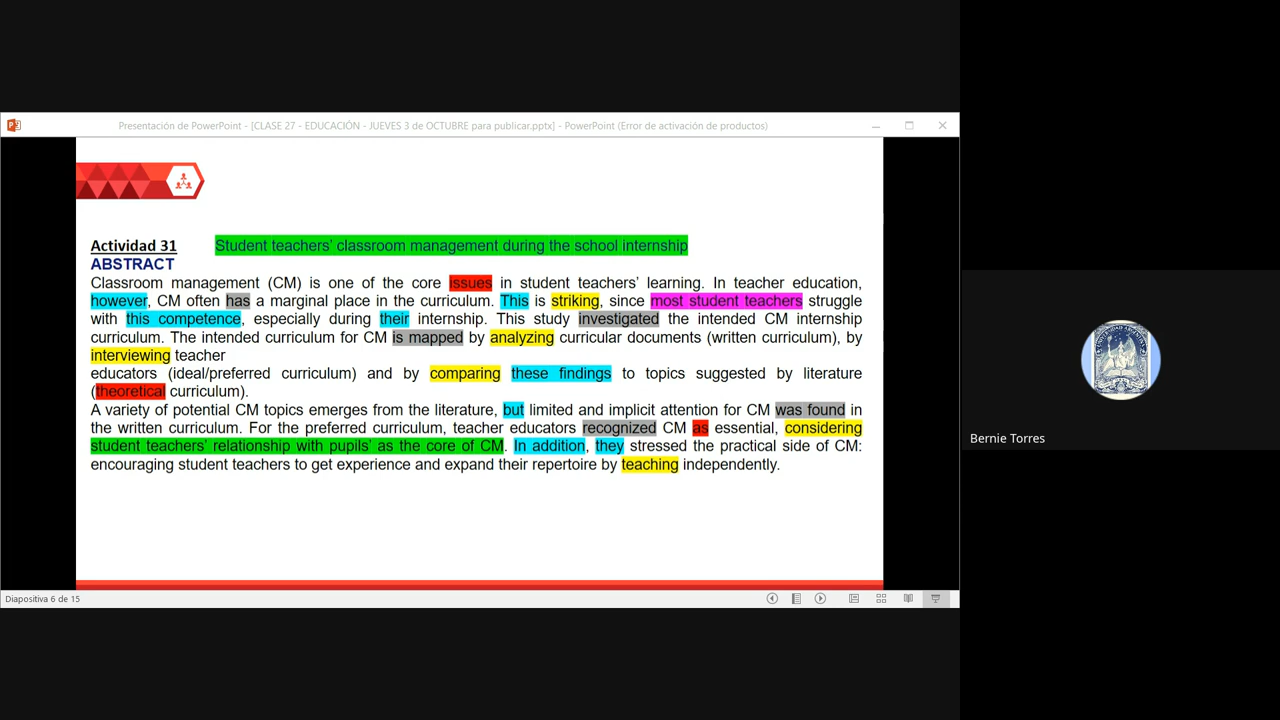 Presentación de PowerPoint - [CLASE 27 - EDUCACIÓN - JUEVES 3 de OCTUBRE para publicar.pptx] - PowerPoint (Error de activación de productos)
Actividad 31 Student teachers' classroom management during the school internship
ABSTRACT
Classroom management (CM) is one of the core issues in student teachers' learning. In teacher education,
however, CM often has a marginal place in the curriculum. This is striking, since most student teachers struggle
with this competence, especially during their internship. This study investigated the intended CM internship
curriculum. The intended curriculum for CM is mapped by analyzing curricular documents (written curriculum), by
interviewing teacher
educators (ideal/preferred curriculum) and by comparing these findings to topics suggested by literature
(theoretical curriculum).
A variety of potential CM topics emerges from the literature, but limited and implicit attention for CM was found in
the written curriculum. For the preferred curriculum, teacher educators recognized CM as essential, considering
student teachers' relationship with pupils' as the core of CM. In addition, they stressed the practical side of CM:
encouraging student teachers to get experience and expand their repertoire by teaching independently.
Diapositiva 6 de 15
Bernie Torres